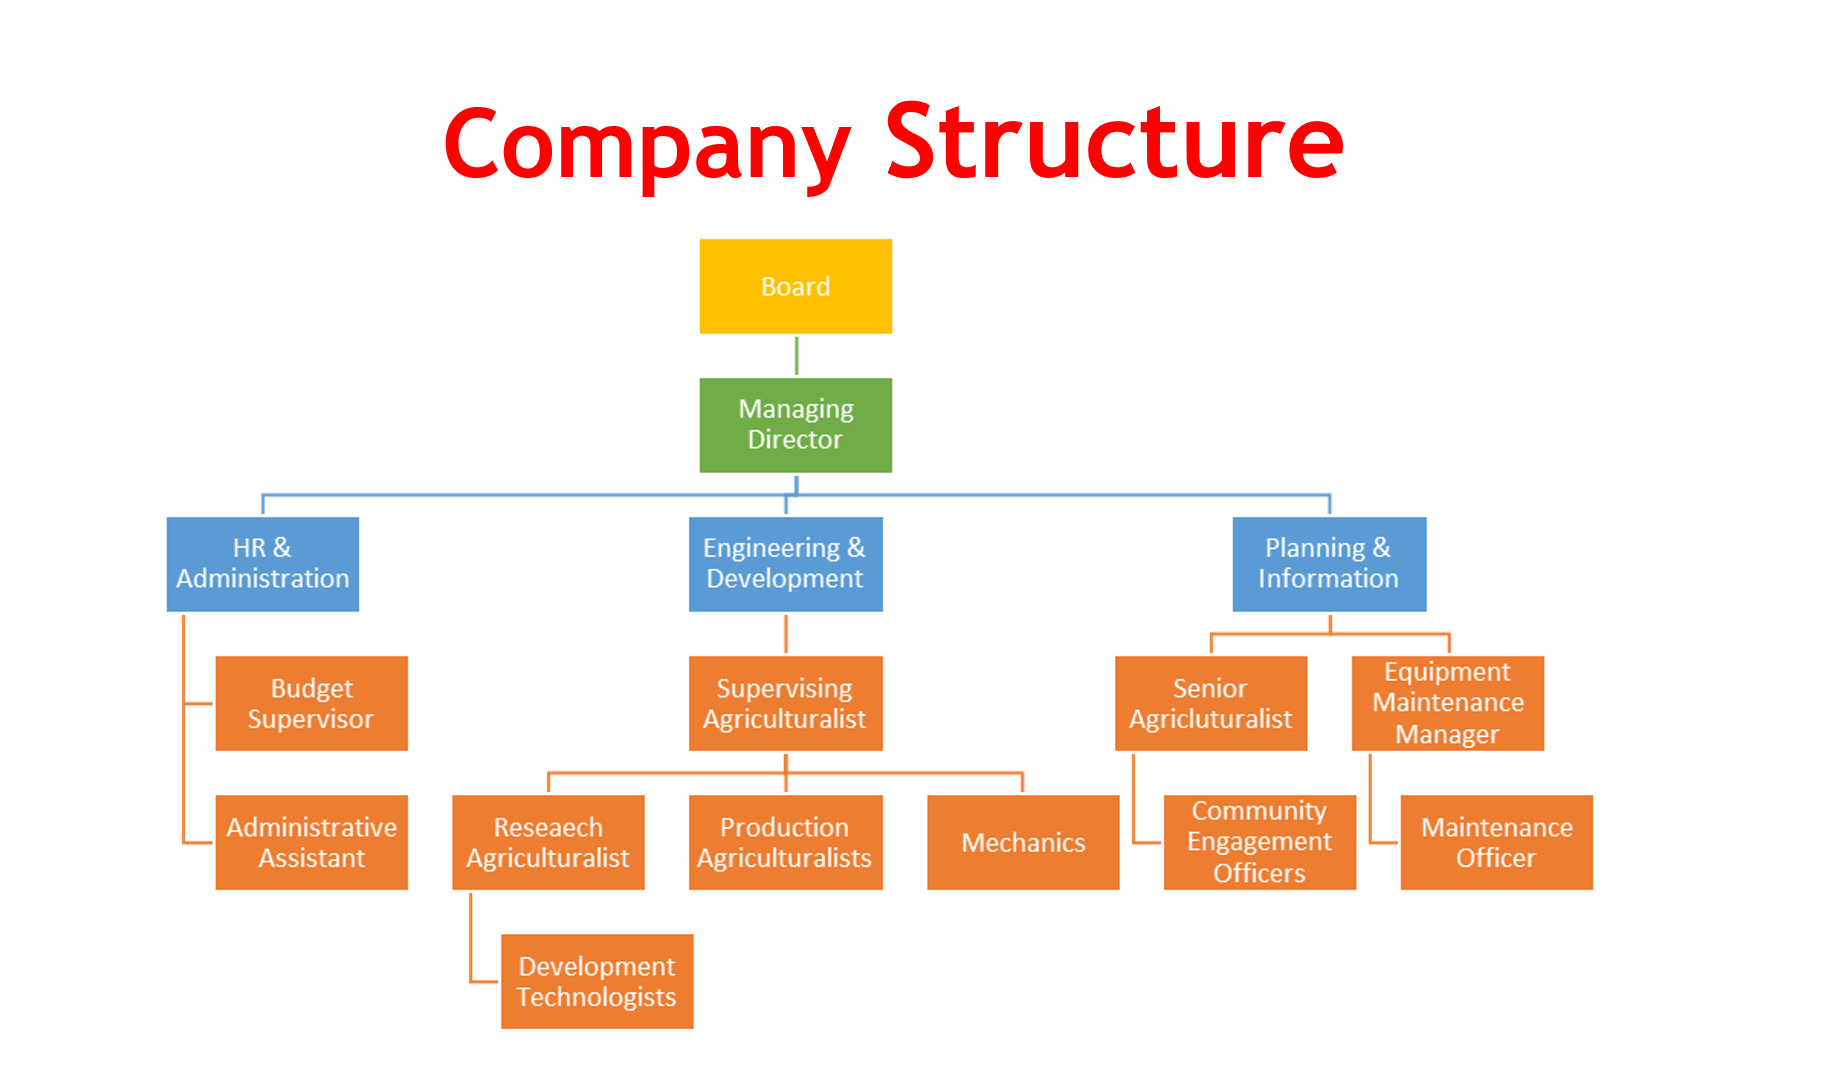 Company Structure
Board
Managing
Director
HR &
Administration
Engineering &
Development
Planning &
Information
Budget
Supervisor
Supervising
Agriculturalist
Senior
Agricluturalist
Equipment
Maintenance
Manager
Administrative
Assistant
Reseaech
Agriculturalist
Production
Agriculturalists
Mechanics
Community
Engagement
Officers
Maintenance
Officer
Development
Technologists